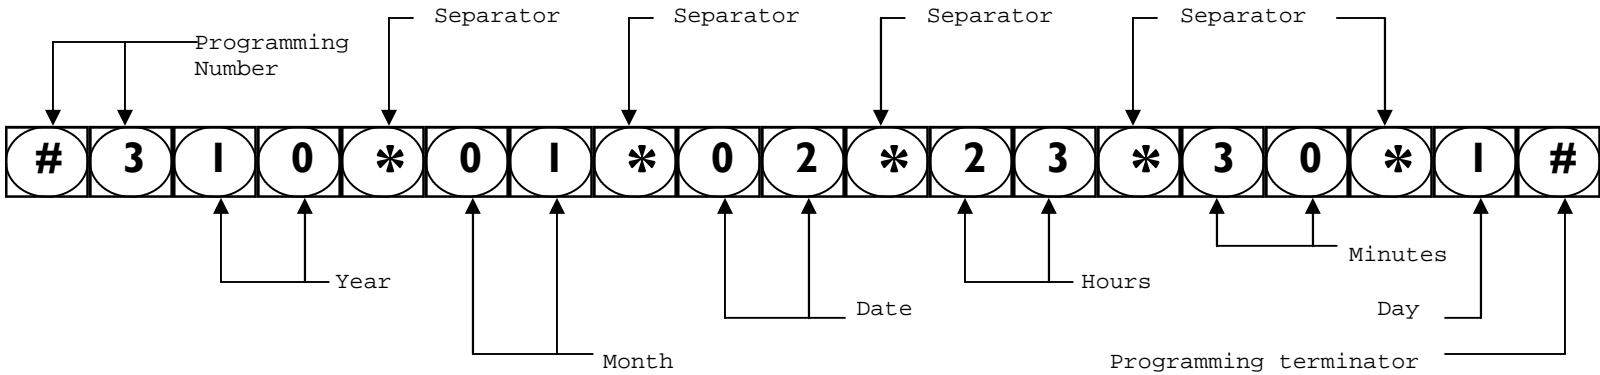 Separator
Separator
Separator
Separator
Programming
Number
# 3 1 0 * 0 1 * 0 2 * 2 3 * 3 0 * 1 #
Minutes
Year
Hours
Date
Day
Month
Programming terminator